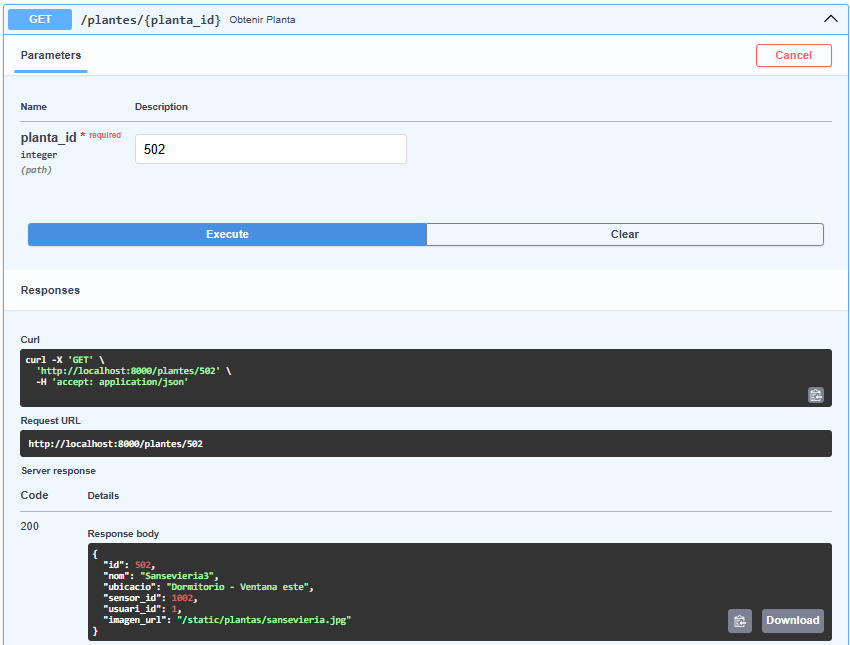 GET /plantes/{planta_id} Obtenir Planta
Parameters
Cancel
Name Description
planta_id * required
integer
(path)
502
Execute Clear
Responses
Curl
curl -X 'GET' \
'http://localhost:8000/plantes/502' \
-H 'accept: application/json'
Request URL
http://localhost:8000/plantes/502
Server response
Code Details
200
Response body
{
"id": 502,
"nom": "Sansevieria3",
"ubicacio": "Dormitorio - Ventana este",
"sensor_id": 1002,
"usuari_id": 1,
"imagen_url": "/static/plantas/sansevieria.jpg"
}
Download